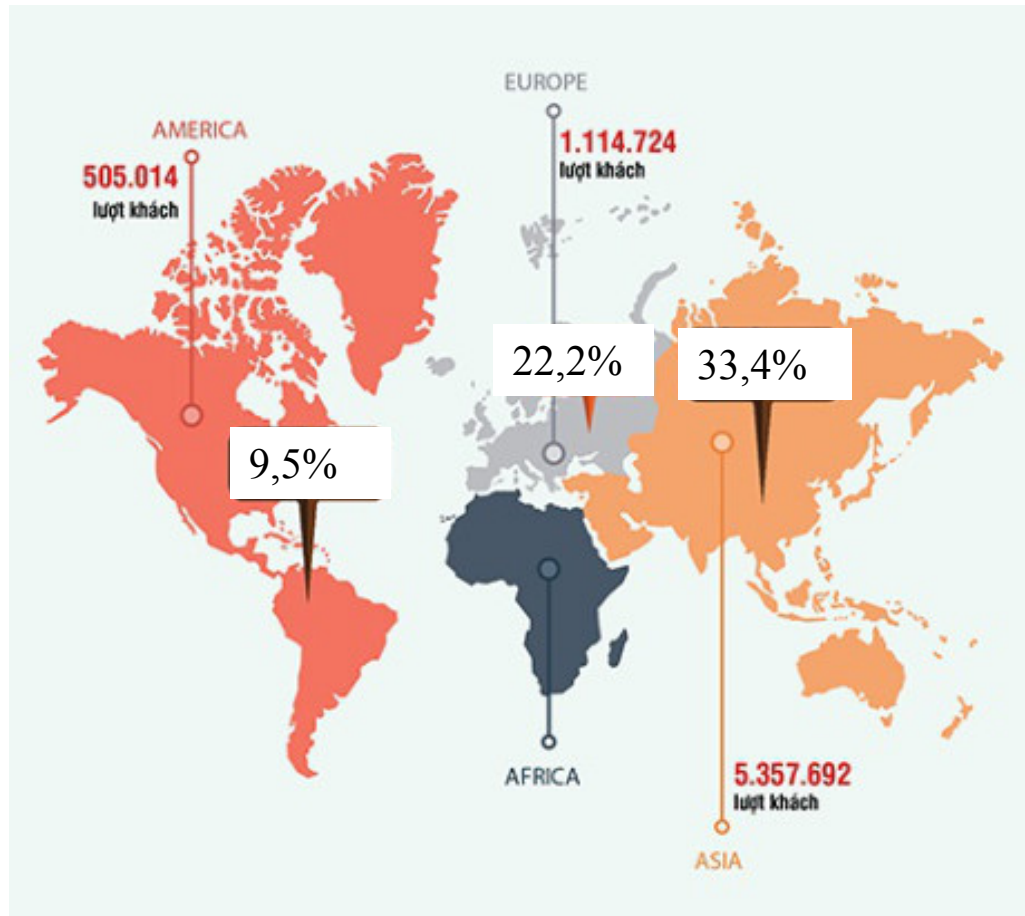 EUROPE
1.114.724
lượt khách
AMERICA
505.014
lượt khách
22,2%
33,4%
9,5%
AFRICA
5.357.692
lượt khách
ASIA